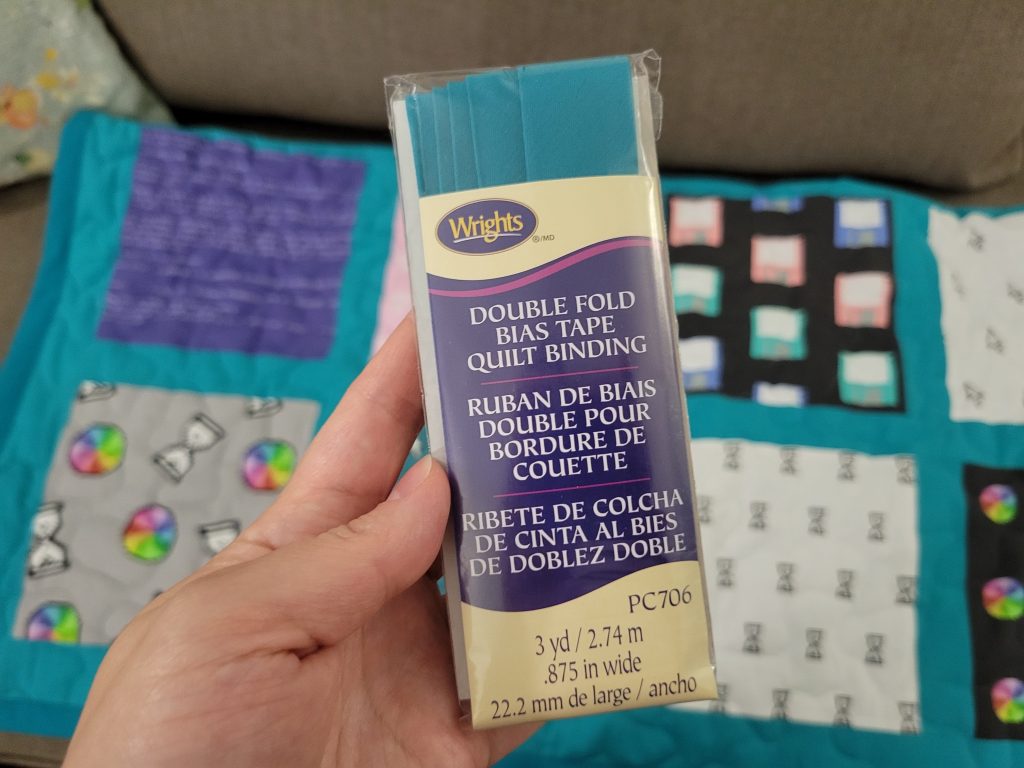 Wrights
®/MD
DOUBLE FOLD
BIAS TAPE
QUILT BINDING
RUBAN DE BIAIS
DOUBLE POUR
BORDURE DE
COUETTE
RIBETE DE COLCHA
DE CINTA AL BIES
DE DOBLEZ DOBLE
PC706
3 yd / 2.74 m
.875 in wide
22.2 mm de large / ancho